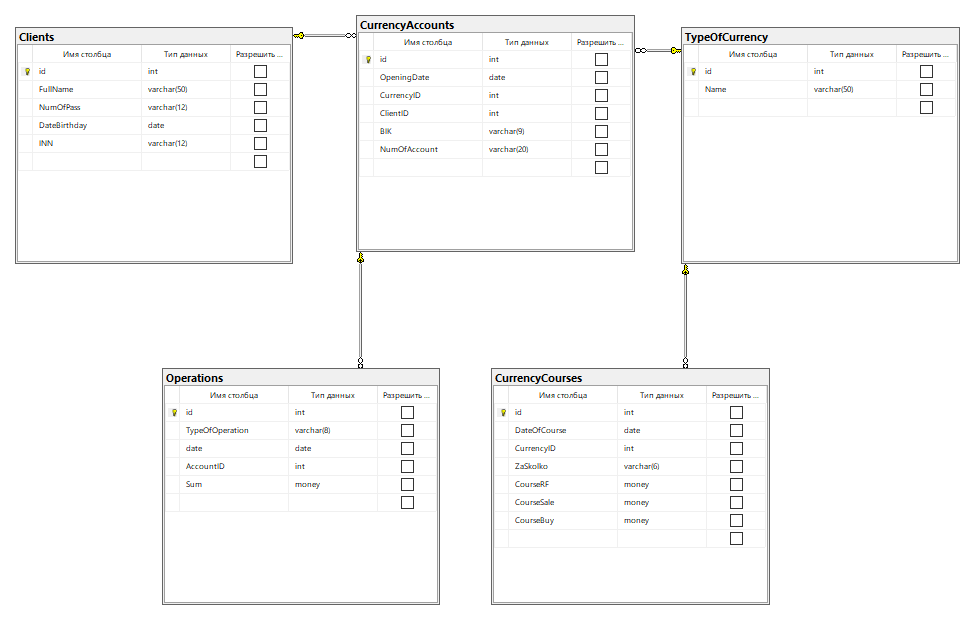 Clients
Имя столбца Тип данных Разрешить ...
id int
FullName varchar(50)
NumOfPass varchar(12)
DateBirthday date
INN varchar(12)
CurrencyAccounts
Имя столбца Тип данных Разрешить ...
id int
OpeningDate date
CurrencyID int
ClientID int
BIK varchar(9)
NumOfAccount varchar(20)
TypeOfCurrency
Имя столбца Тип данных Разрешить ...
id int
Name varchar(50)
Operations
Имя столбца Тип данных Разрешить ...
id int
TypeOfOperation varchar(8)
date date
AccountID int
Sum money
CurrencyCourses
Имя столбца Тип данных Разрешить ...
id int
DateOfCourse date
CurrencyID int
ZaSkolko varchar(6)
CourseRF money
CourseSale money
CourseBuy money